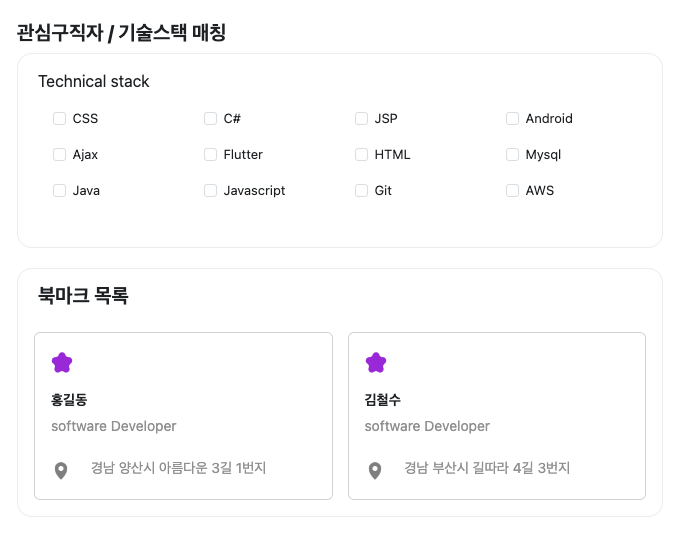 관심구직자 / 기술스택 매칭
Technical stack
CSS C# JSP Android
Ajax Flutter HTML Mysql
Java Javascript Git AWS
북마크 목록
홍길동
software Developer
경남 양산시 아름다운 3길 1번지
김철수
software Developer
경남 부산시 길따라 4길 3번지